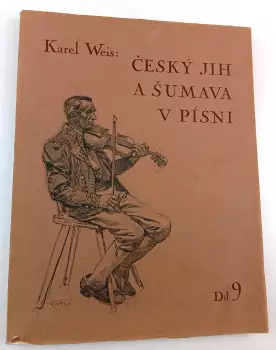 Karel Weis:
ČESKÝ JIH
A ŠUMAVA
V PÍSNI
Díl 9